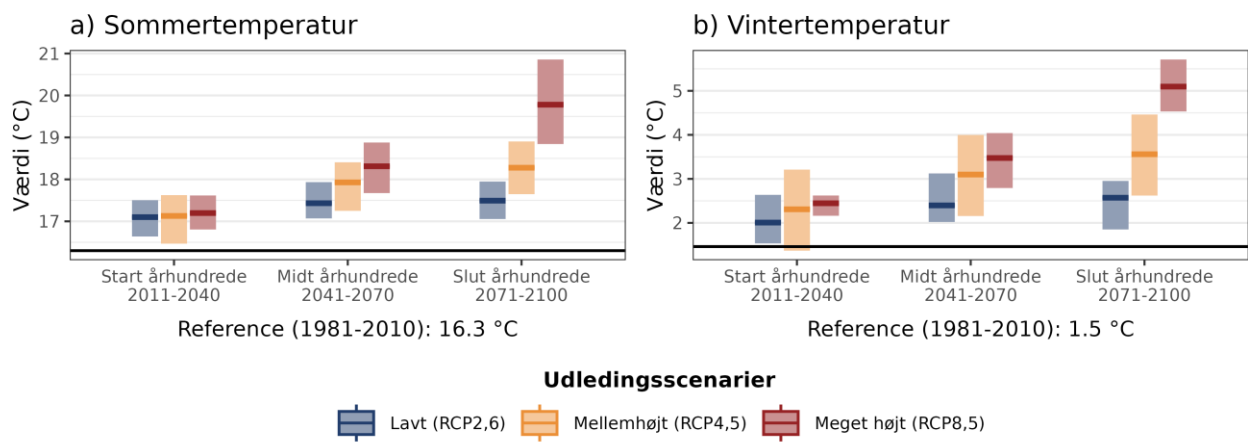 a) Sommertemperatur
Værdi (°C)
21
20
19
18
17
Start århundrede
2011-2040
Midt århundrede
2041-2070
Slut århundrede
2071-2100
Reference (1981-2010): 16.3 °C
b) Vintertemperatur
Værdi (°C)
5
4
3
2
Start århundrede
2011-2040
Midt århundrede
2041-2070
Slut århundrede
2071-2100
Reference (1981-2010): 1.5 °C
Udledingsscenarier
Lavt (RCP2,6)
Mellemhøjt (RCP4,5)
Meget højt (RCP8,5)